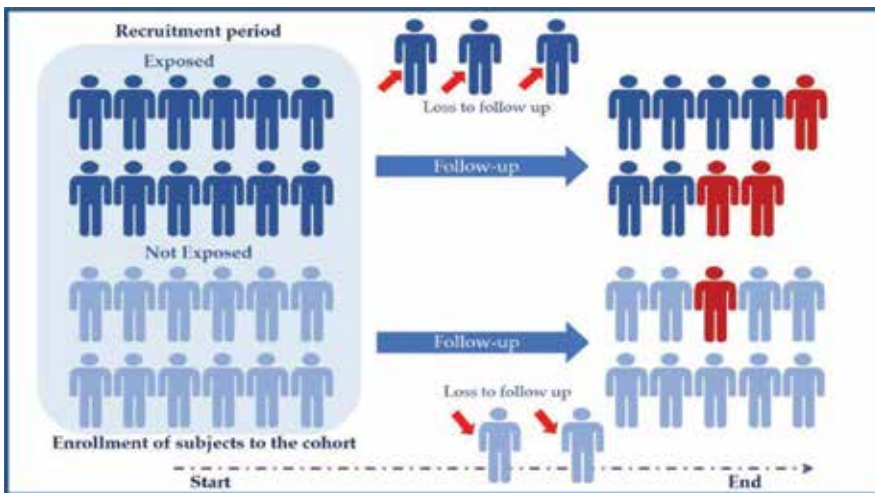 Recruitment period
Exposed
Loss to follow up
Follow-up
Not Exposed
Follow-up
Loss to follow up
Enrollment of subjects to the cohort
Start
End